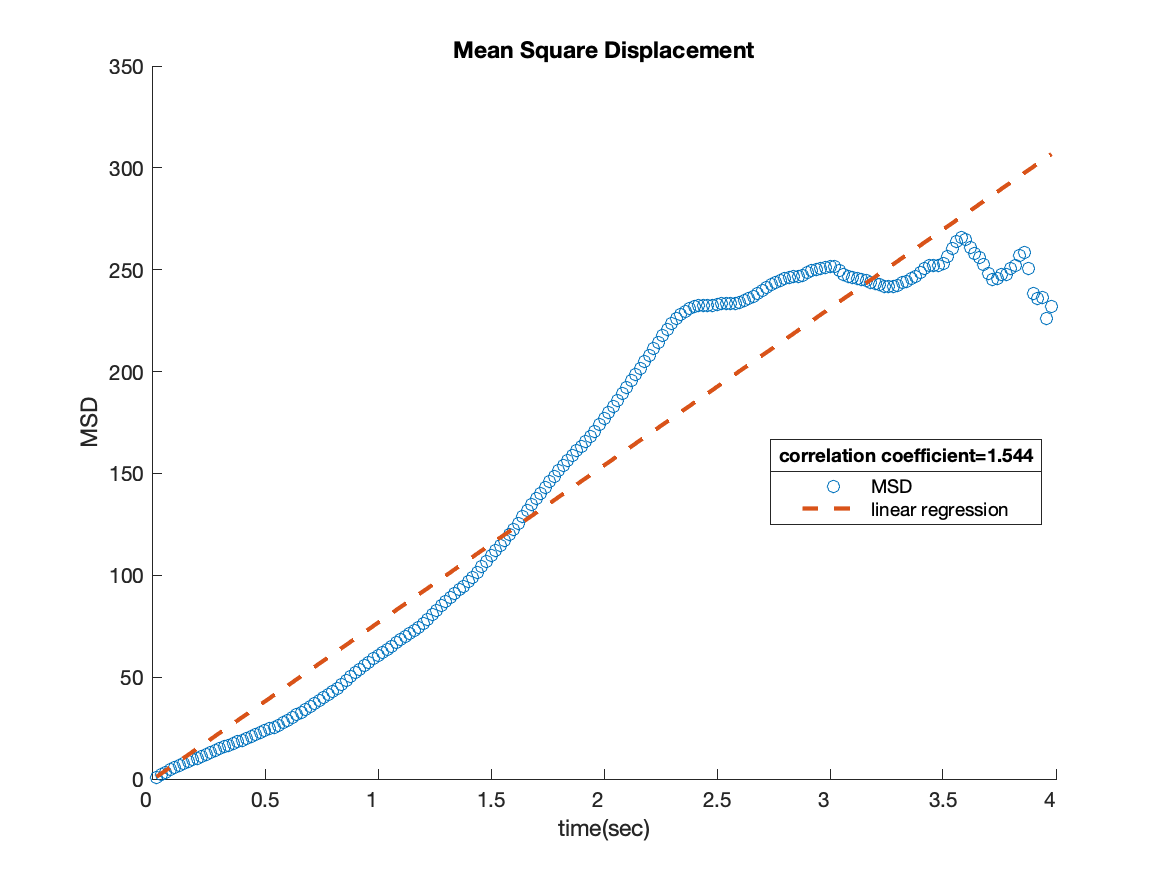 Mean Square Displacement
350
300
250
200
150
100
50
0
MSD
correlation coefficient=1.544
MSD
linear regression
0 0.5 1 1.5 2 2.5 3 3.5 4
time(sec)